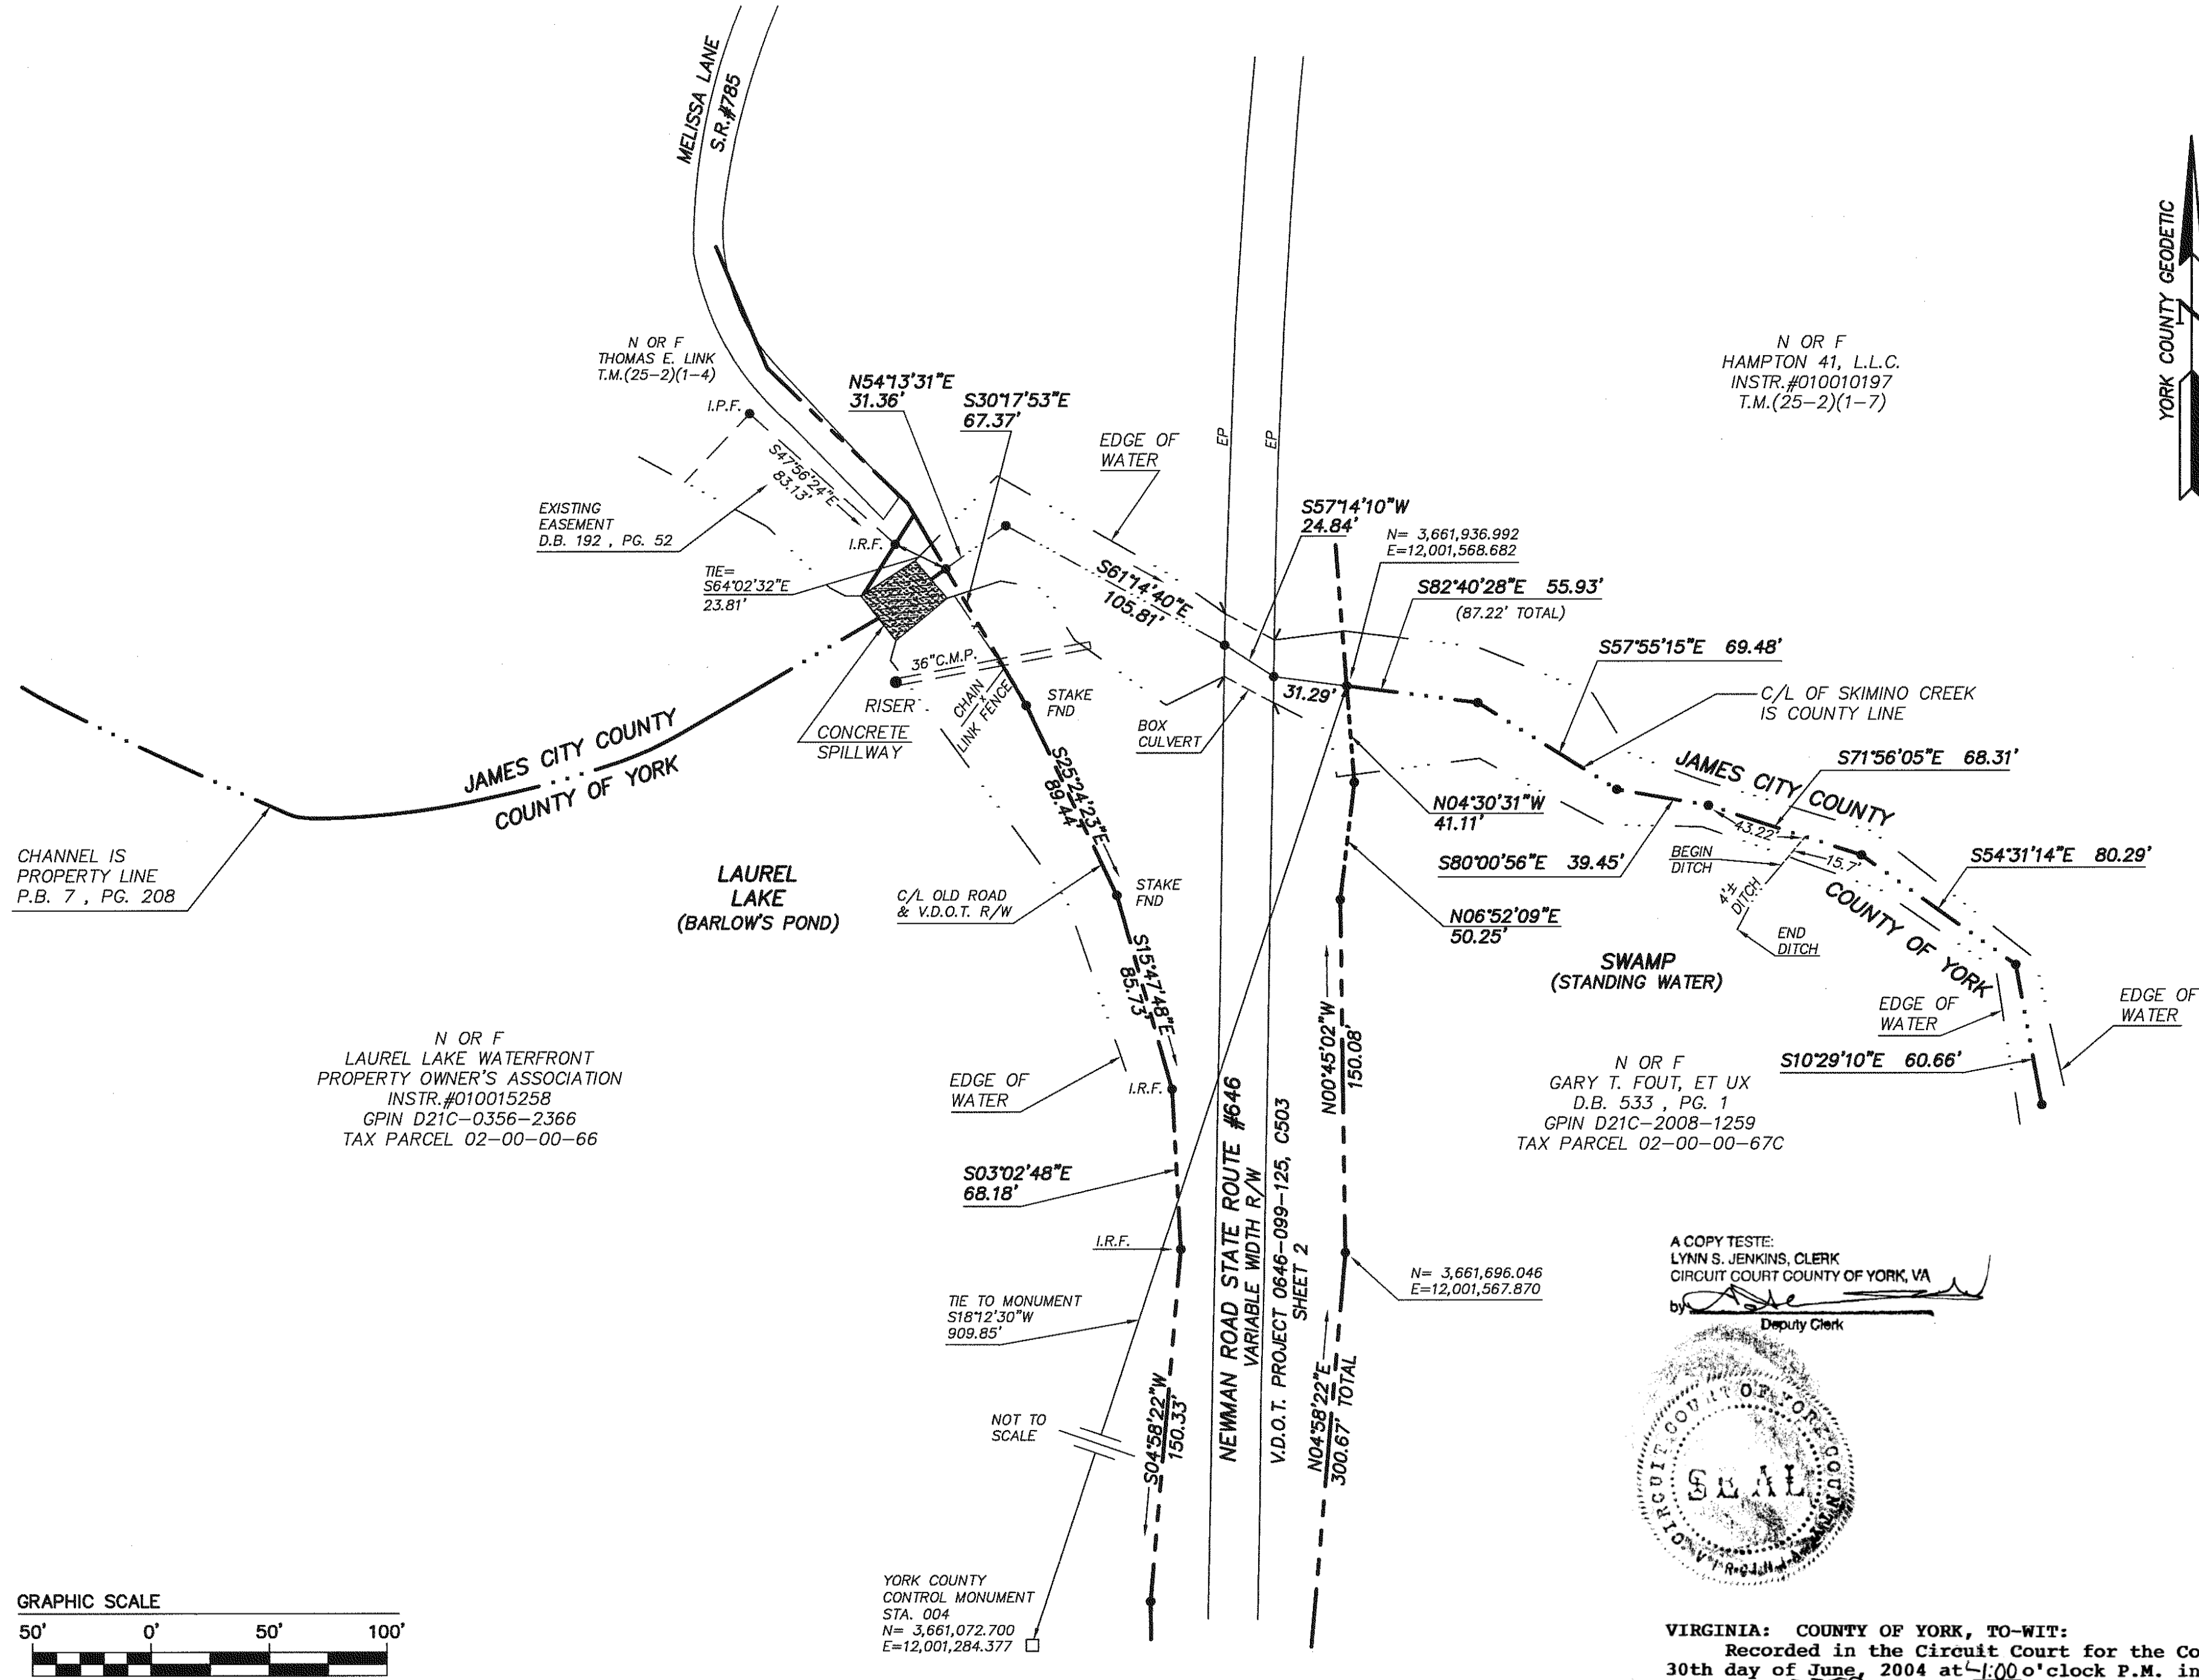 MELISSA LANE
S.R.#785
YORK COUNTY GEODETIC
N OR F
THOMAS E. LINK
T.M.(25-2)(1-4)
I.P.F.
N54°13'31"E
31.36'
S30°17'53"E
67.37'
EDGE OF
WATER
EP
EP
N OR F
HAMPTON 41, L.L.C.
INSTR.#010010197
T.M.(25-2)(1-7)
S47°56'24"E
83.13'
EXISTING
EASEMENT
D.B. 192 , PG. 52
I.R.F.
TIE=
S64°02'32"E
23.81'
S61°14'40"E
105.81'
S57°14'10"W
24.84'
N= 3,661,936.992
E=12,001,568.682
S82°40'28"E 55.93'
(87.22' TOTAL)
S57°55'15"E 69.48'
C/L OF SKIMINO CREEK
IS COUNTY LINE
36"C.M.P.
RISER
CHAIN
X
LINK FENCE
STAKE
FND
CONCRETE
SPILLWAY
BOX
CULVERT
31.29'
JAMES CITY COUNTY
COUNTY OF YORK
JAMES CITY COUNTY
COUNTY OF YORK
S71°56'05"E 68.31'
N04°30'31"W
41.11'
S80°00'56"E 39.45'
43.22'
15.7'
BEGIN
DITCH
4'±
DITCH
END
DITCH
S54°31'14"E 80.29'
S25°24'23"E
89.44'
CHANNEL IS
PROPERTY LINE
P.B. 7 , PG. 208
LAUREL
LAKE
(BARLOW'S POND)
C/L OLD ROAD
& V.D.O.T. R/W
STAKE
FND
N06°52'09"E
50.25'
SWAMP
(STANDING WATER)
S15°47'48"E
85.73'
EDGE OF
WATER
EDGE OF
WATER
N00°45'02"W
150.08'
N OR F
LAUREL LAKE WATERFRONT
PROPERTY OWNER'S ASSOCIATION
INSTR.#010015258
GPIN D21C-0356-2366
TAX PARCEL 02-00-00-66
EDGE OF
WATER
I.R.F.
N OR F
GARY T. FOUT, ET UX
D.B. 533 , PG. 1
GPIN D21C-2008-1259
TAX PARCEL 02-00-00-67C
S10°29'10"E 60.66'
S03°02'48"E
68.18'
I.R.F.
NEWMAN ROAD STATE ROUTE #646
VARIABLE WIDTH R/W
V.D.O.T. PROJECT 0646-099-125, C503
SHEET 2
N= 3,661,696.046
E=12,001,567.870
TIE TO MONUMENT
S18°12'30"W
909.85'
NOT TO
SCALE
S04°58'22"W
150.33'
N04°58'22"E
300.67' TOTAL
A COPY TESTE:
LYNN S. JENKINS, CLERK
CIRCUIT COURT COUNTY OF YORK, VA
by
Deputy Clerk
CIRCUIT COURT OF YORK COUNTY
VIRGINIA
SEAL
YORK COUNTY
CONTROL MONUMENT
STA. 004
N= 3,661,072.700
E=12,001,284.377
GRAPHIC SCALE
50' 0' 50' 100'
VIRGINIA: COUNTY OF YORK, TO-WIT:
Recorded in the Circuit Court for the Co
30th day of June, 2004 at 4:00 o'clock P.M. in